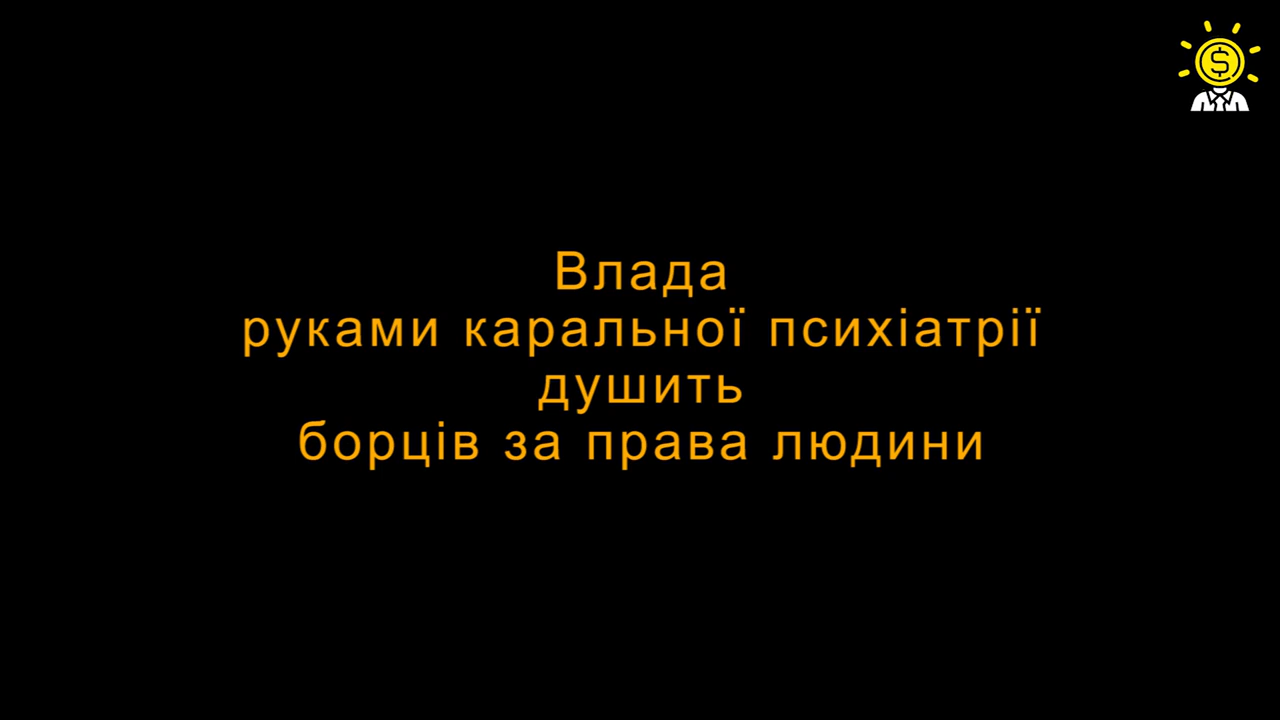 Влада
руками каральної психіатрії
душить
борців за права людини